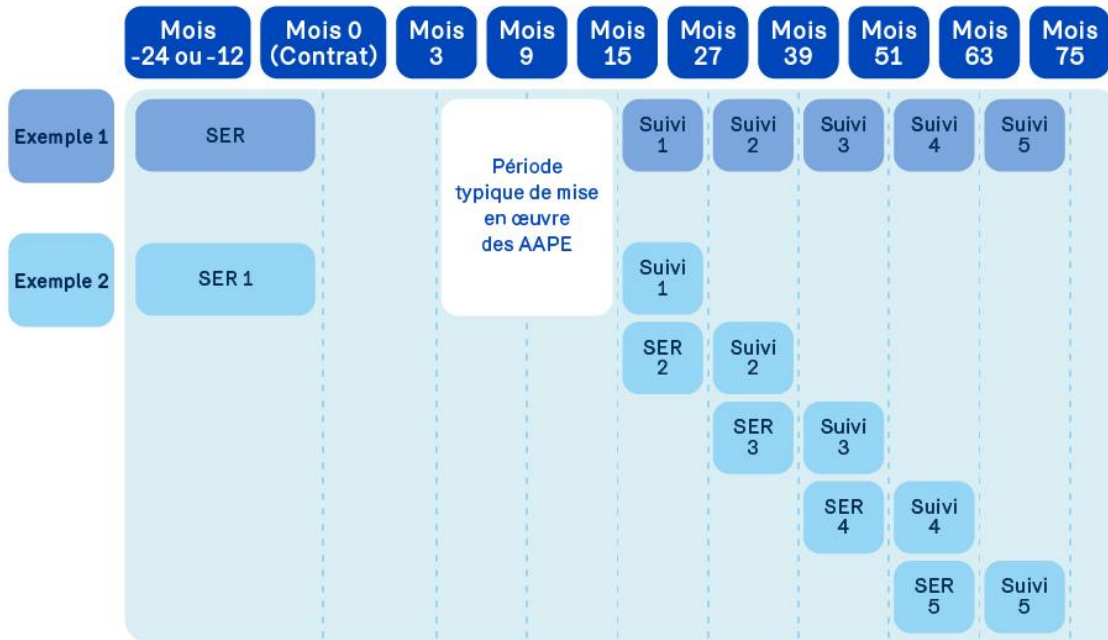 Mois
-24 ou -12
Mois 0
(Contrat)
Mois
3
Mois
9
Mois
15
Mois
27
Mois
39
Mois
51
Mois
63
Mois
75
Exemple 1
SER
Période
typique de mise
en œuvre
des AAPE
Suivi
1
Suivi
2
Suivi
3
Suivi
4
Suivi
5
Exemple 2
SER 1
Suivi
1
SER
2
Suivi
2
SER
3
Suivi
3
SER
4
Suivi
4
SER
5
Suivi
5